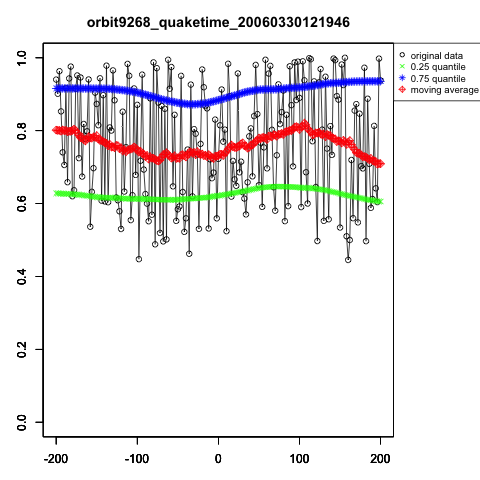 orbit9268_quaketime_20060330121946
original data
0.25 quantile
0.75 quantile
moving average
1.0
0.8
0.6
0.4
0.2
0.0
-200 -100 0 100 200